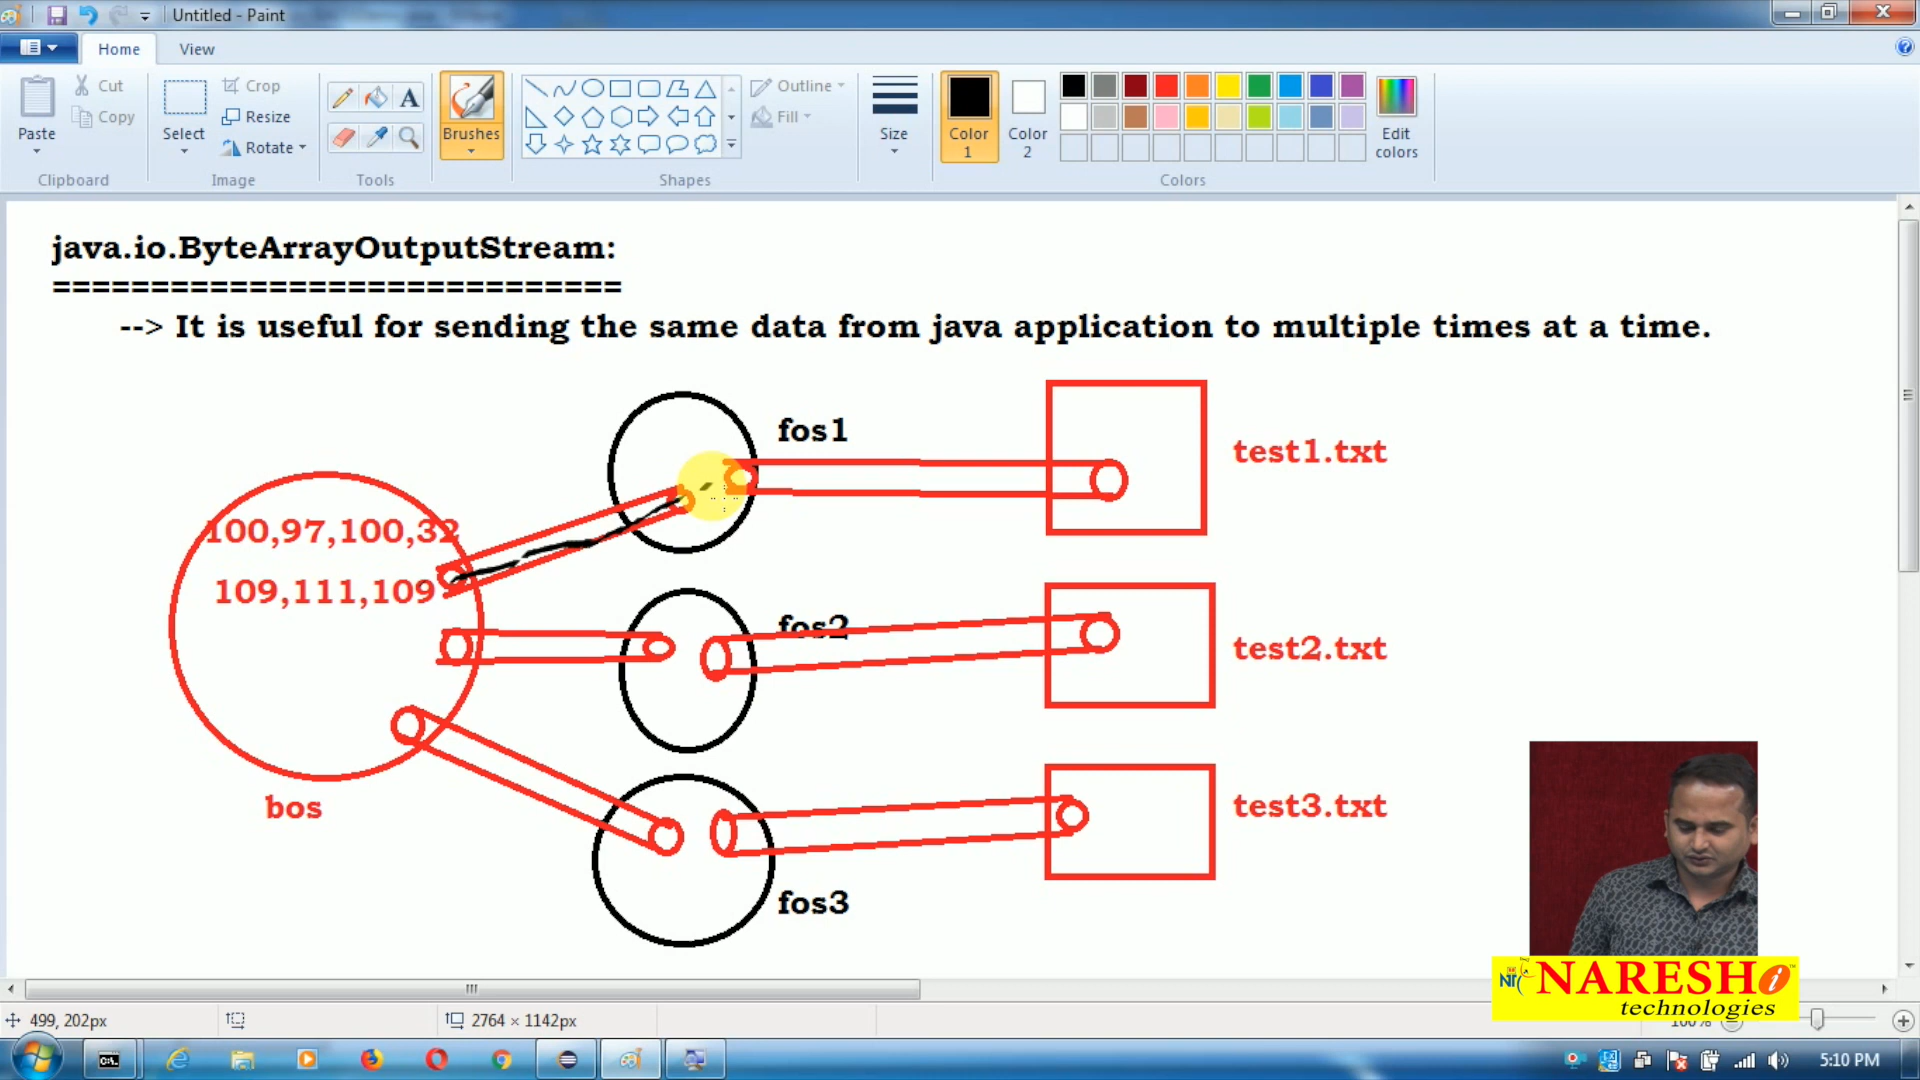 Untitled - Paint
Home
View
Paste
Cut
Copy
Clipboard
Select
Crop
Resize
Rotate
Image
Tools
Brushes
Shapes
Outline
Fill
Size
Color
1
Color
2
Edit
colors
Colors
java.io.ByteArrayOutputStream:
=============================
--> It is useful for sending the same data from java application to multiple times at a time.
fos1
test1.txt
100,97,100,32
109,111,109
fos2
test2.txt
bos
test3.txt
fos3
NARESH i
technologies
499, 202px
2764 × 1142px
100%
5:10 PM